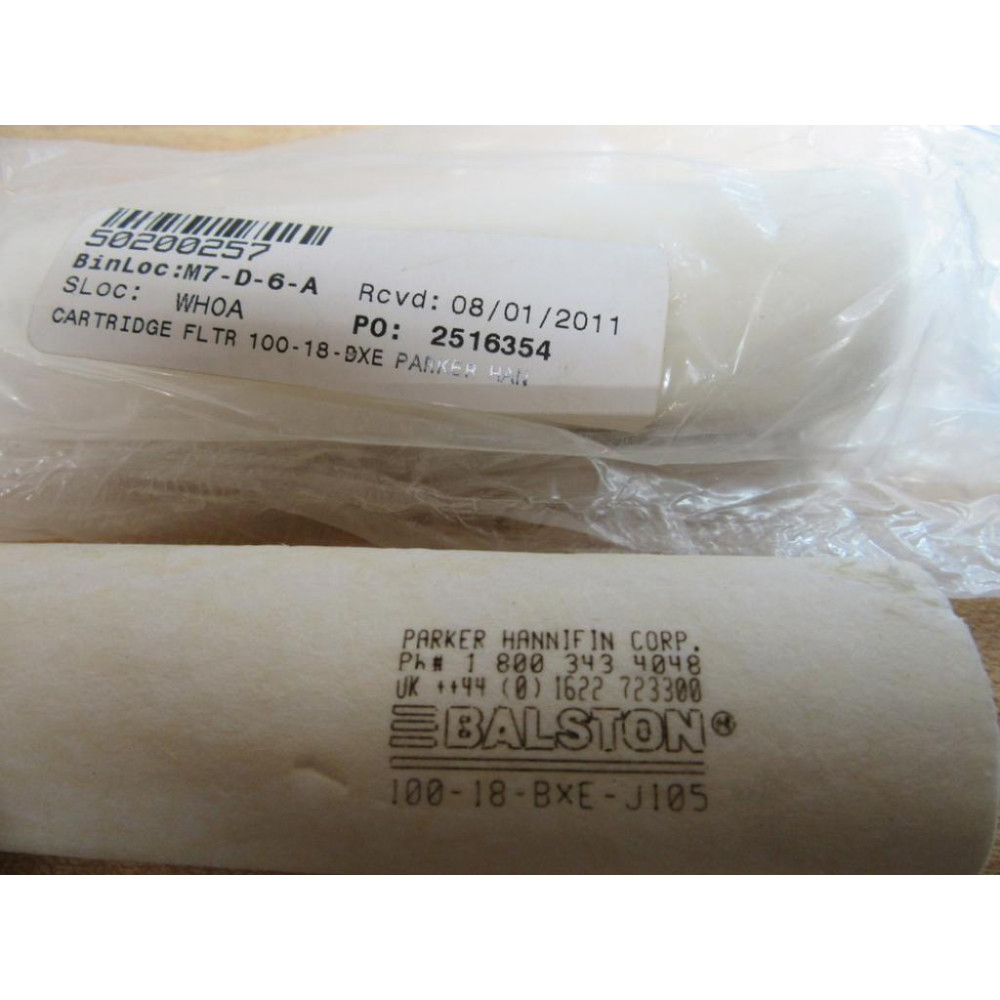 50200257
BinLoc:M7-D-6-A
SLoc: WHOA
Rcvd: 08/01/2011
PO: 2516354
CARTRIDGE FLTR 100-18-BXE PARKER HAN
PARKER HANNIFIN CORP.
Ph# 1 800 343 4048
UK ++44 (0) 1622 723300
BALSTON®
100-18-BXE-J105